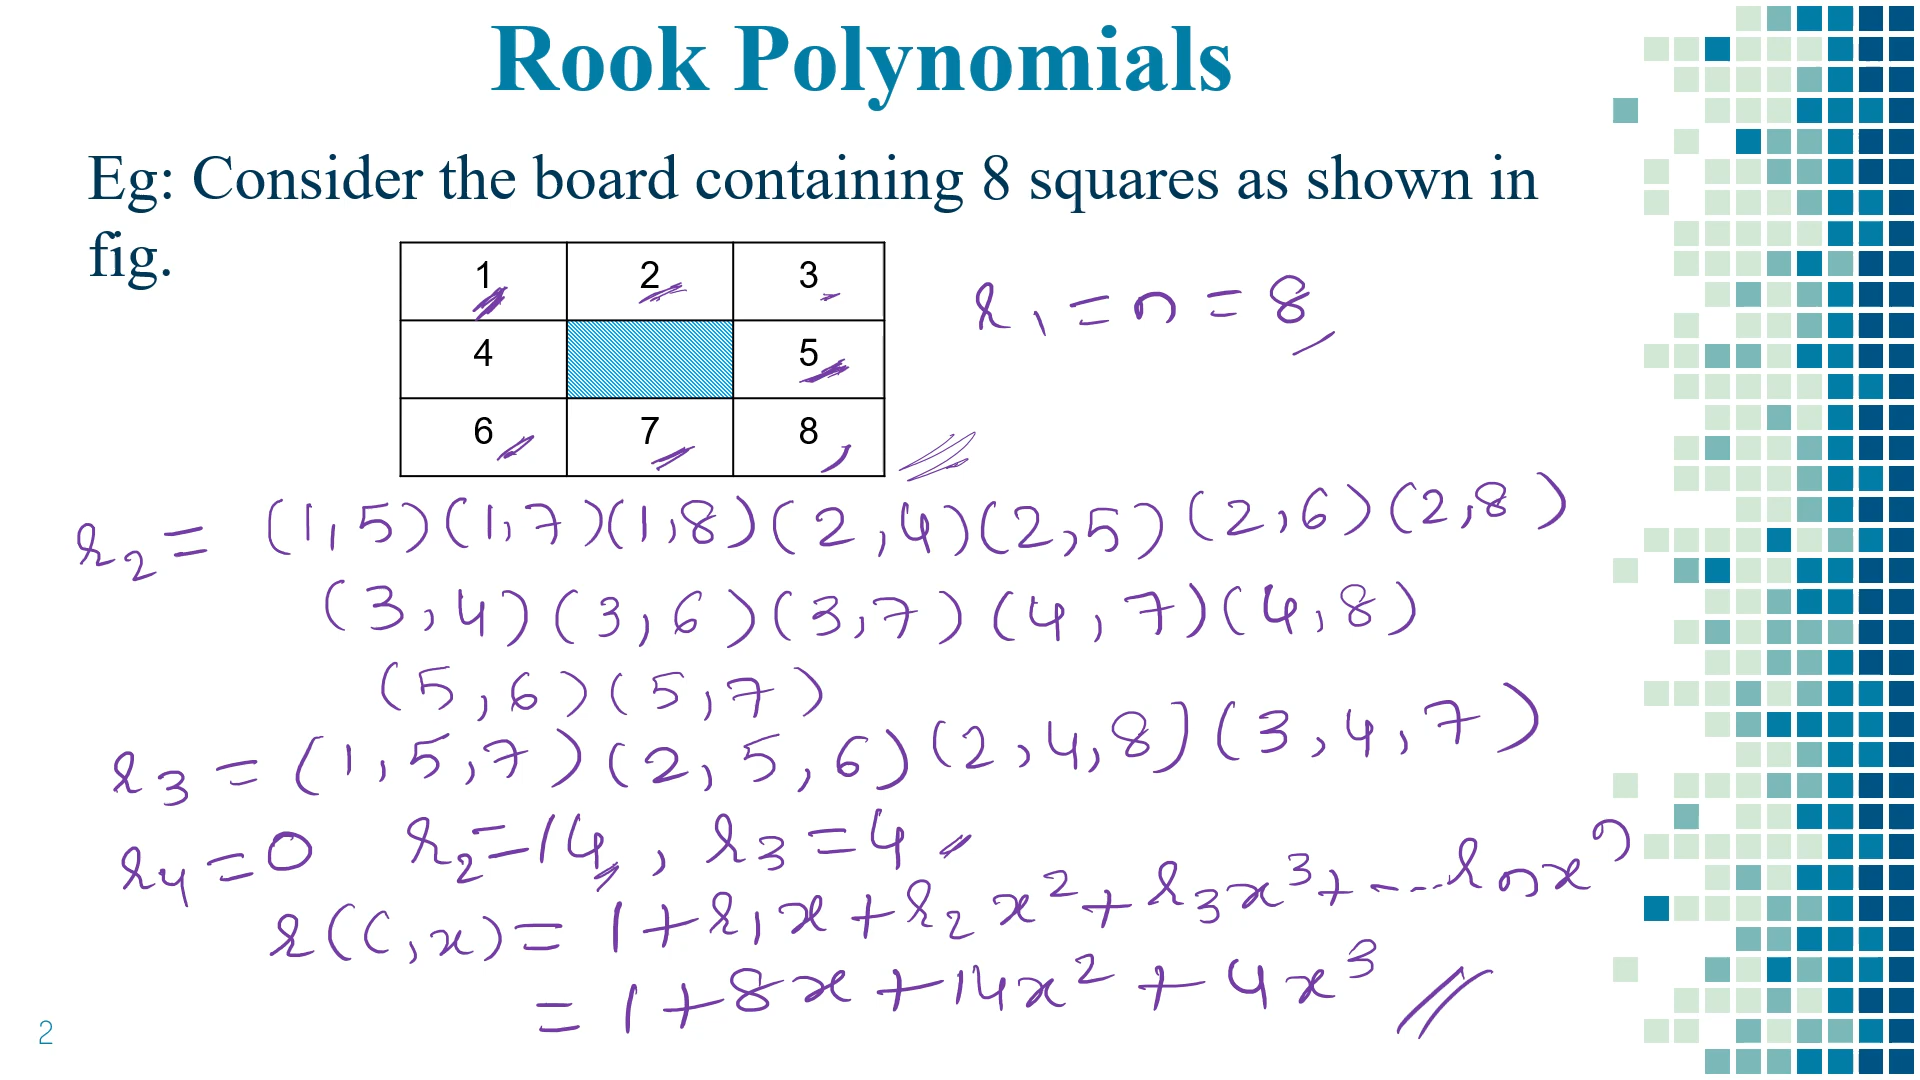 Rook Polynomials
Eg: Consider the board containing 8 squares as shown in
fig.
1 2 3
4 5
6 7 8
r₁ = n = 8
r₂ = (1,5)(1,7)(1,8)(2,4)(2,5)(2,6)(2,8)
(3,4)(3,6)(3,7)(4,7)(4,8)
(5,6)(5,7)
r₃ = (1,5,7)(2,5,6)(2,4,8)(3,4,7)
r₄ = 0 r₂ = 14, r₃ = 4
r(C,x) = 1 + r₁x + r₂x² + r₃x³ + ... rₙxⁿ
= 1 + 8x + 14x² + 4x³
2